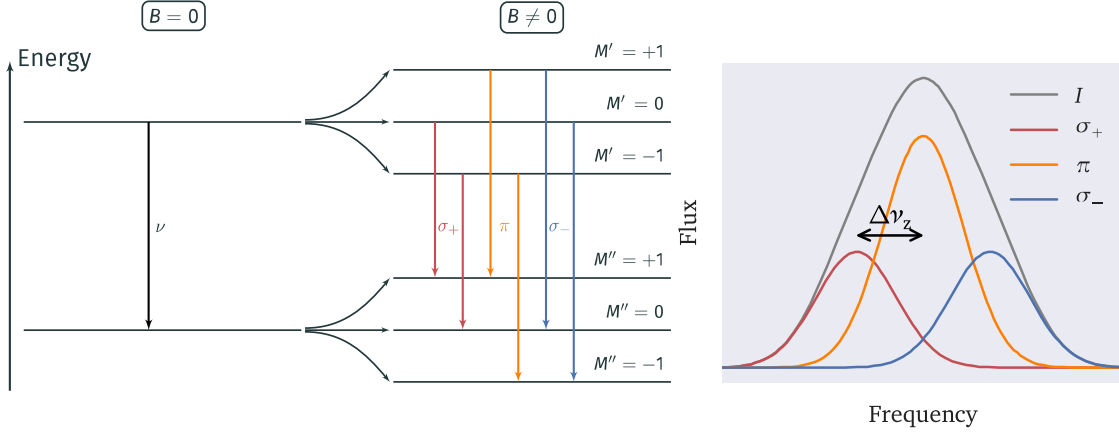 B = 0
B ≠ 0
Energy
M′ = +1
M′ = 0
M′ = −1
ν
σ+
π
σ−
M″ = +1
M″ = 0
M″ = −1
Flux
Δνz
I
σ+
π
σ−
Frequency